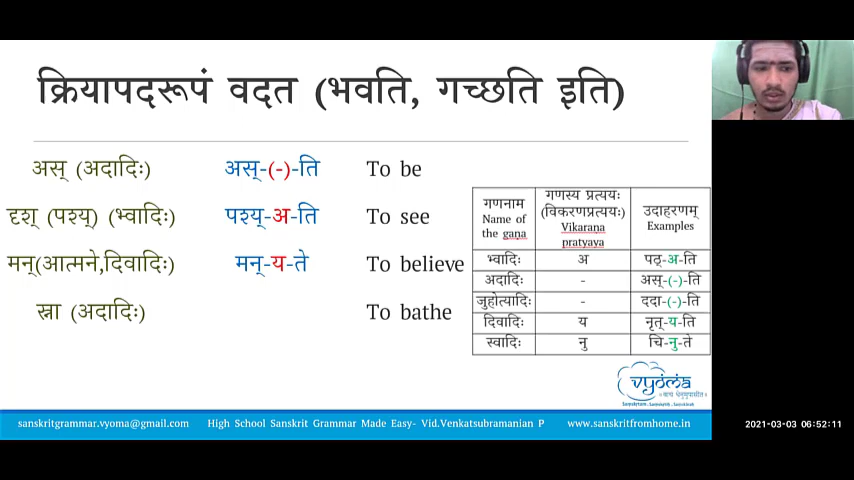 क्रियापदरूपं वदत (भवति, गच्छति इति)
अस् (अदादिः) अस्-(-)-ति To be
दृश् (पश्य्) (भ्वादिः) पश्य्-अ-ति To see
मन्(आत्मने,दिवादिः) मन्-य-ते To believe
स्ना (अदादिः) To bathe
गणनाम Name of the gana
गणस्य प्रत्ययः (विकरणप्रत्ययः) Vikarana pratyaya
उदाहरणम् Examples
भ्वादिः अ पठ्-अ-ति
अदादिः - अस्-(-)-ति
जुहोत्यादिः - ददा-(-)-ति
दिवादिः य नृत्-य-ति
स्वादिः नु चि-नु-ते
vyoma
sanskritgrammar.vyoma@gmail.com High School Sanskrit Grammar Made Easy- Vid.Venkatsubramanian P www.sanskritfromhome.in
2021-03-03 06:52:11